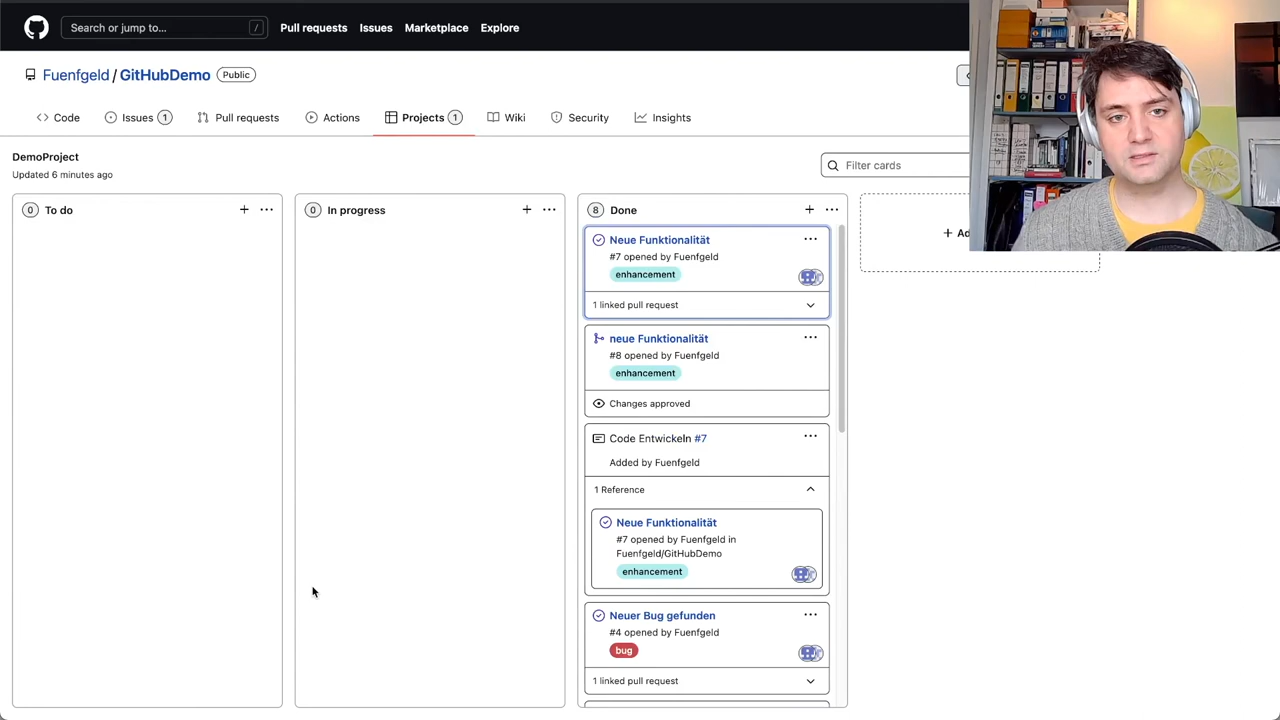 Search or jump to... /
Pull requests Issues Marketplace Explore
Fuenfgeld / GitHubDemo Public
Code Issues 1 Pull requests Actions Projects 1 Wiki Security Insights
DemoProject
Updated 6 minutes ago
Filter cards
0 To do
0 In progress
8 Done
Neue Funktionalität
#7 opened by Fuenfgeld
enhancement
1 linked pull request
neue Funktionalität
#8 opened by Fuenfgeld
enhancement
Changes approved
Code Entwickeln #7
Added by Fuenfgeld
1 Reference
Neue Funktionalität
#7 opened by Fuenfgeld in
Fuenfgeld/GitHubDemo
enhancement
Neuer Bug gefunden
#4 opened by Fuenfgeld
bug
1 linked pull request